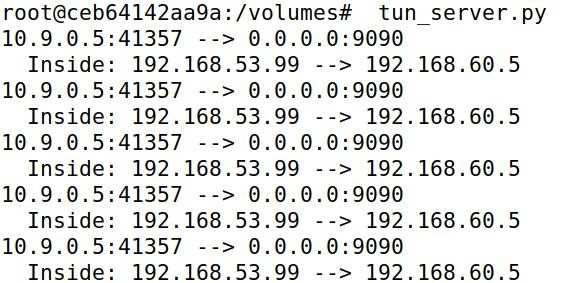 root@ceb64142aa9a:/volumes#  tun_server.py
10.9.0.5:41357 --> 0.0.0.0:9090
  Inside: 192.168.53.99 --> 192.168.60.5
10.9.0.5:41357 --> 0.0.0.0:9090
  Inside: 192.168.53.99 --> 192.168.60.5
10.9.0.5:41357 --> 0.0.0.0:9090
  Inside: 192.168.53.99 --> 192.168.60.5
10.9.0.5:41357 --> 0.0.0.0:9090
  Inside: 192.168.53.99 --> 192.168.60.5
10.9.0.5:41357 --> 0.0.0.0:9090
  Inside: 192.168.53.99 --> 192.168.60.5